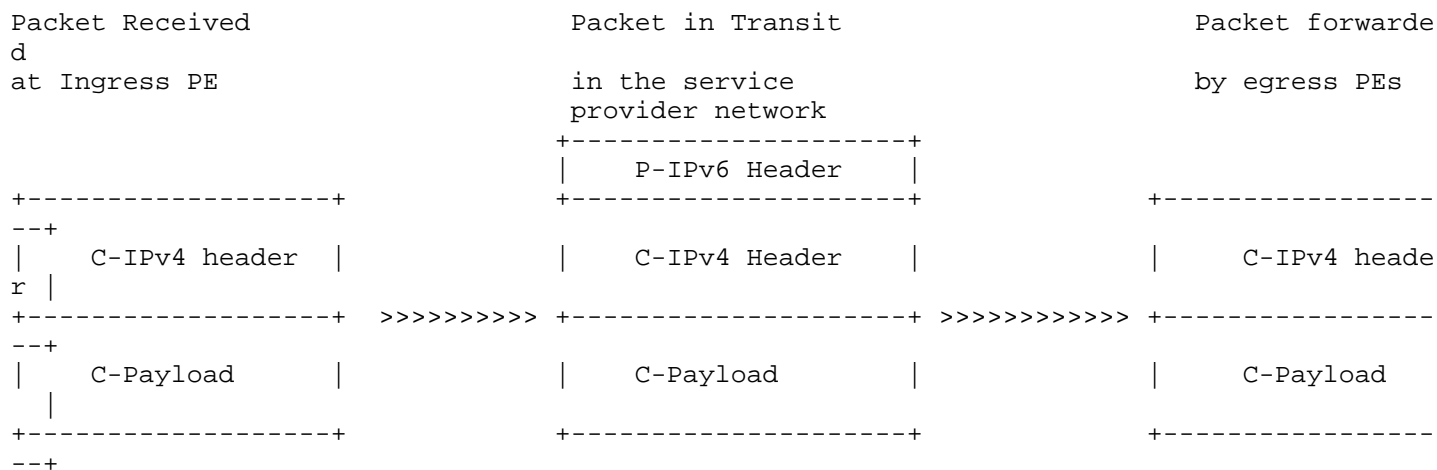 Packet Received                    Packet in Transit                      Packet forwarde
d
at Ingress PE                      in the service                         by egress PEs
                                   provider network
                                  +---------------------+
                                  |    P-IPv6 Header    |
+-------------------+             +---------------------+              +-----------------
--+
|    C-IPv4 header  |             |    C-IPv4 Header    |              |     C-IPv4 heade
r |
+-------------------+  >>>>>>>>>> +---------------------+ >>>>>>>>>>>> +-----------------
--+
|    C-Payload      |             |    C-Payload        |              |     C-Payload
  |
+-------------------+             +---------------------+              +-----------------
--+